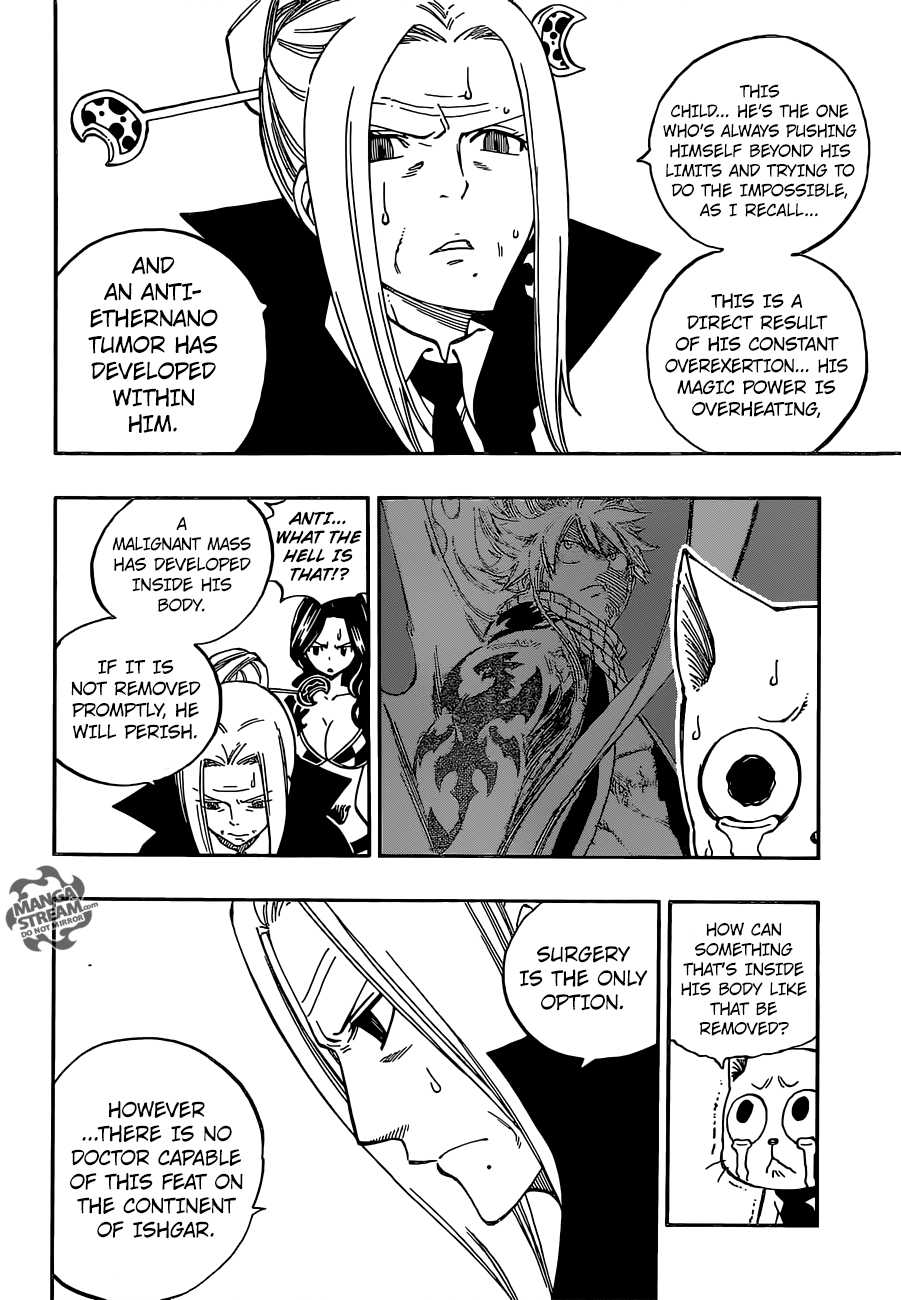 THIS
CHILD... HE'S THE ONE
WHO'S ALWAYS PUSHING
HIMSELF BEYOND HIS
LIMITS AND TRYING TO
DO THE IMPOSSIBLE,
AS I RECALL...
THIS IS A
DIRECT RESULT
OF HIS CONSTANT
OVEREXERTION... HIS
MAGIC POWER IS
OVERHEATING,
AND
AN ANTI-
ETHERNANO
TUMOR HAS
DEVELOPED
WITHIN
HIM.
ANTI...
WHAT THE
HELL IS
THAT!?
A
MALIGNANT MASS
HAS DEVELOPED
INSIDE HIS
BODY.
IF IT IS
NOT REMOVED
PROMPTLY, HE
WILL PERISH.
HOW CAN
SOMETHING
THAT'S INSIDE
HIS BODY LIKE
THAT BE
REMOVED?
SURGERY
IS THE ONLY
OPTION.
HOWEVER
...THERE IS NO
DOCTOR CAPABLE
OF THIS FEAT ON
THE CONTINENT
OF ISHGAR.
MANGA
STREAM.com
DO NOT MIRROR